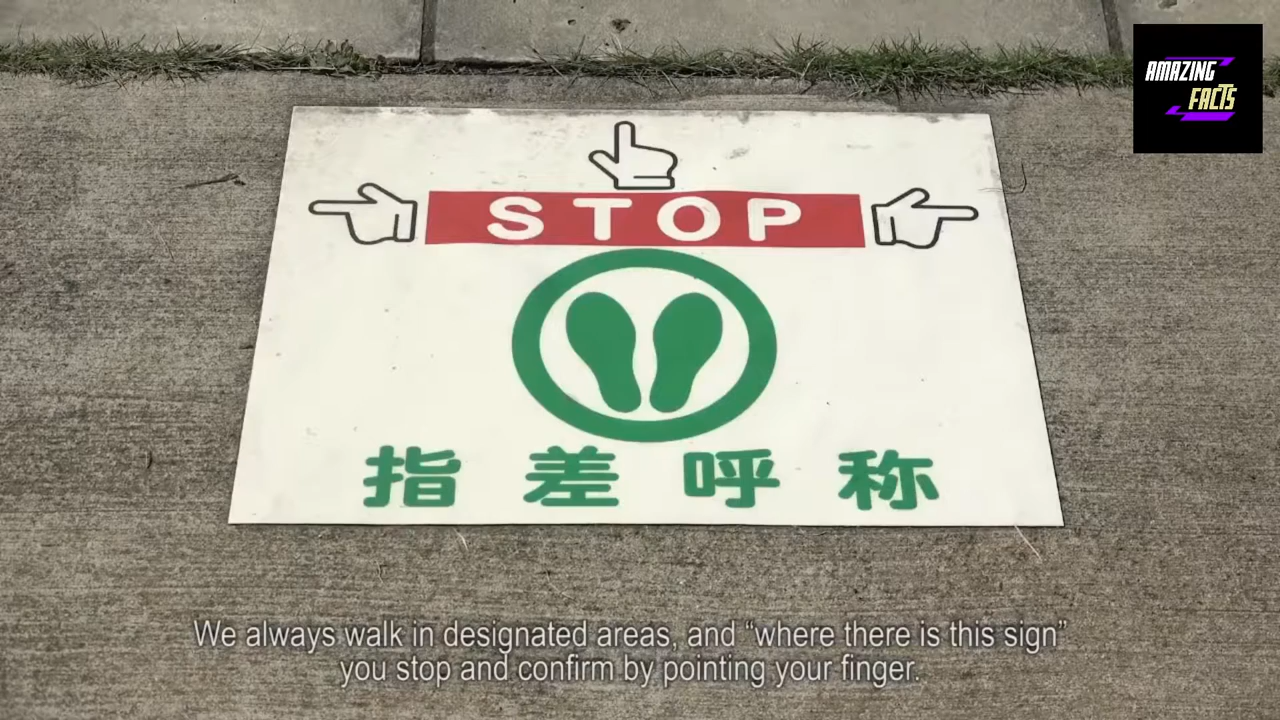 AMAZING
FACTS
STOP
指差呼称
We always walk in designated areas, and “where there is this sign”
you stop and confirm by pointing your finger.